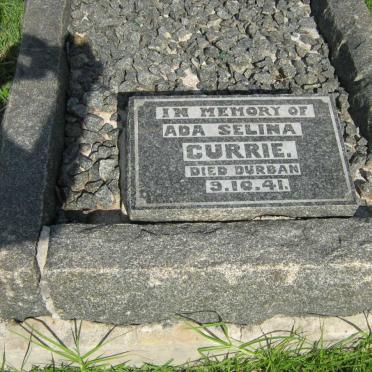 IN MEMORY OF
ADA SELINA
CURRIE.
DIED DURBAN
9.10.41.